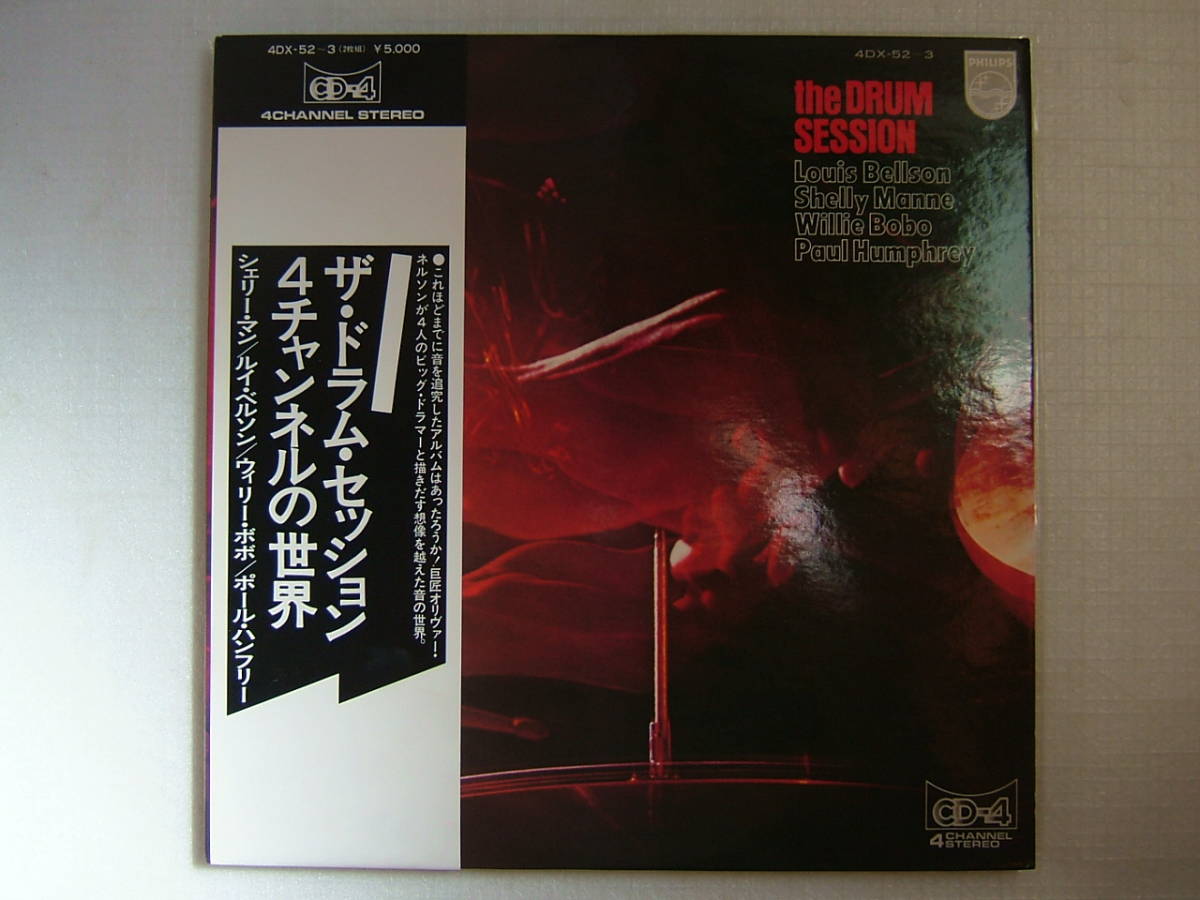 4DX-52~3(2枚組) ¥5,000
CD-4
4CHANNEL STEREO
●これほどまでに音を追究したアルバムはあったろうか!巨匠オリヴァー・
ネルソンが4人のビッグ・ドラマーと描きだす想像を越えた音の世界。
ザ・ドラム・セッション
4チャンネルの世界
シェリー・マン/ルイ・ベルソン/ウィリー・ボボ/ポール・ハンフリー
4DX-52~3
PHILIPS
the DRUM
SESSION
Louis Bellson
Shelly Manne
Willie Bobo
Paul Humphrey
CD-4
4 CHANNEL
STEREO